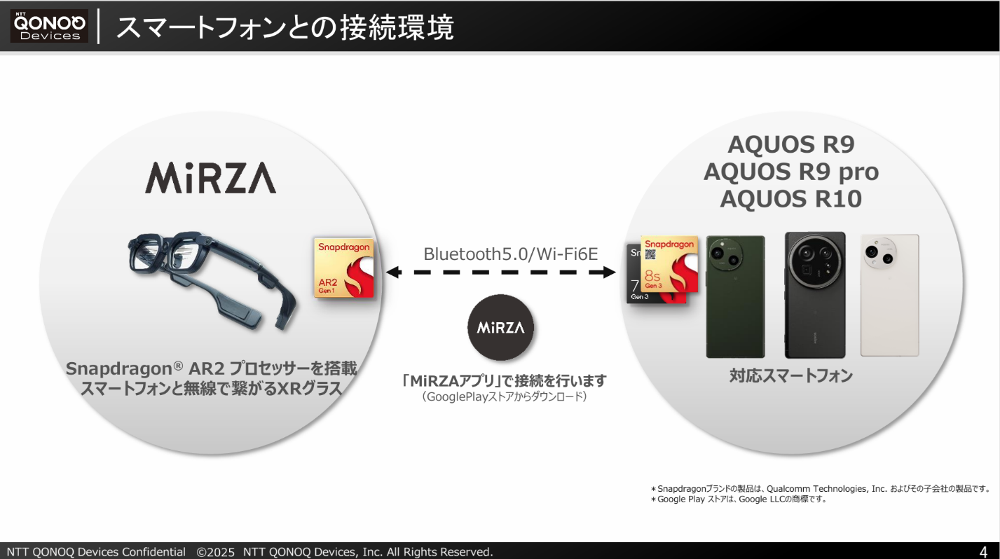 NTT
QONOQ
Devices
スマートフォンとの接続環境
MiRZA
Snapdragon
AR2
Gen 1
Snapdragon® AR2 プロセッサーを搭載
スマートフォンと無線で繋がるXRグラス
Bluetooth5.0/Wi-Fi6E
MiRZA
「MiRZAアプリ」で接続を行います
（GooglePlayストアからダウンロード）
AQUOS R9
AQUOS R9 pro
AQUOS R10
Snapdragon
8s
Gen 3
Sn
7
Gen 3
対応スマートフォン
＊Snapdragonブランドの製品は、Qualcomm Technologies, Inc. およびその子会社の製品です。
＊Google Play ストアは、Google LLCの商標です。
NTT QONOQ Devices Confidential ©2025 NTT QONOQ Devices, Inc. All Rights Reserved.
4